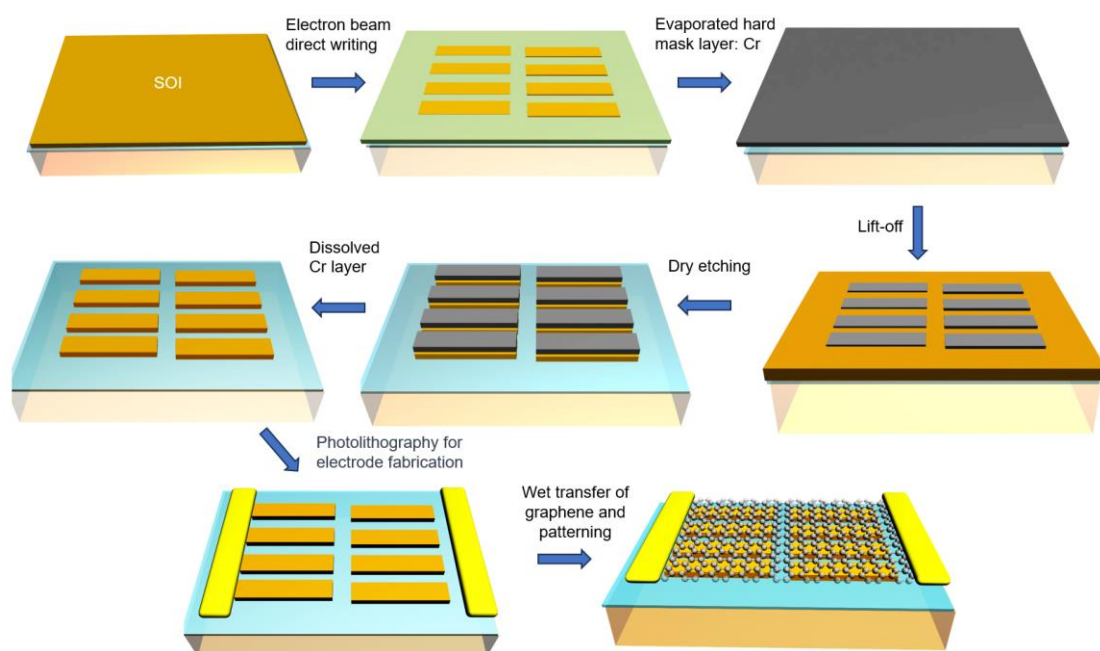 Electron beam
direct writing
Evaporated hard
mask layer: Cr
SOI
Lift-off
Dry etching
Dissolved
Cr layer
Photolithography for
electrode fabrication
Wet transfer of
graphene and
patterning